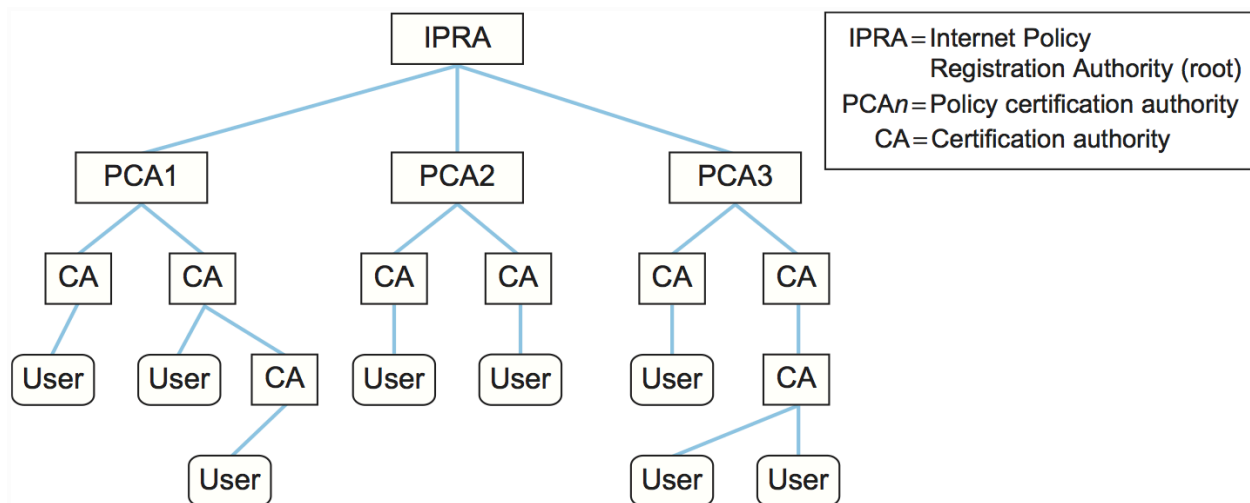 IPRA
IPRA = Internet Policy
Registration Authority (root)
PCAn = Policy certification authority
CA = Certification authority
PCA1 PCA2 PCA3
CA CA CA CA CA CA
User User CA User User User CA
User User User